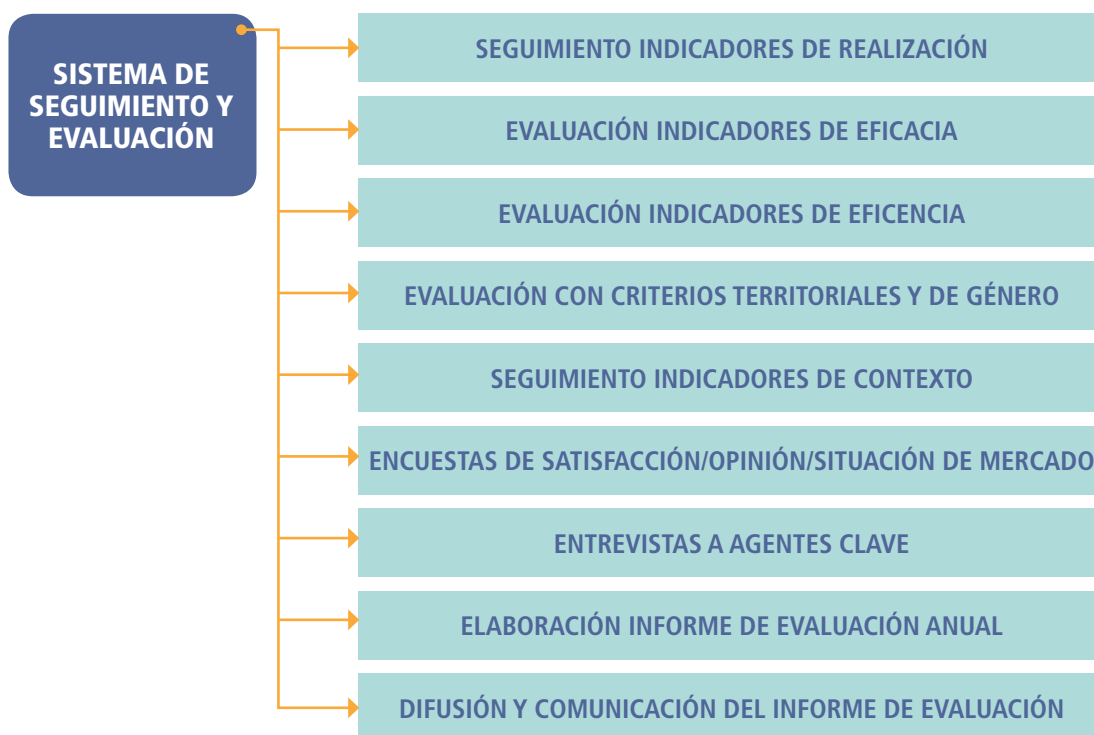 SISTEMA DE
SEGUIMIENTO Y
EVALUACIÓN
SEGUIMIENTO INDICADORES DE REALIZACIÓN
EVALUACIÓN INDICADORES DE EFICACIA
EVALUACIÓN INDICADORES DE EFICENCIA
EVALUACIÓN CON CRITERIOS TERRITORIALES Y DE GÉNERO
SEGUIMIENTO INDICADORES DE CONTEXTO
ENCUESTAS DE SATISFACCIÓN/OPINIÓN/SITUACIÓN DE MERCADO
ENTREVISTAS A AGENTES CLAVE
ELABORACIÓN INFORME DE EVALUACIÓN ANUAL
DIFUSIÓN Y COMUNICACIÓN DEL INFORME DE EVALUACIÓN